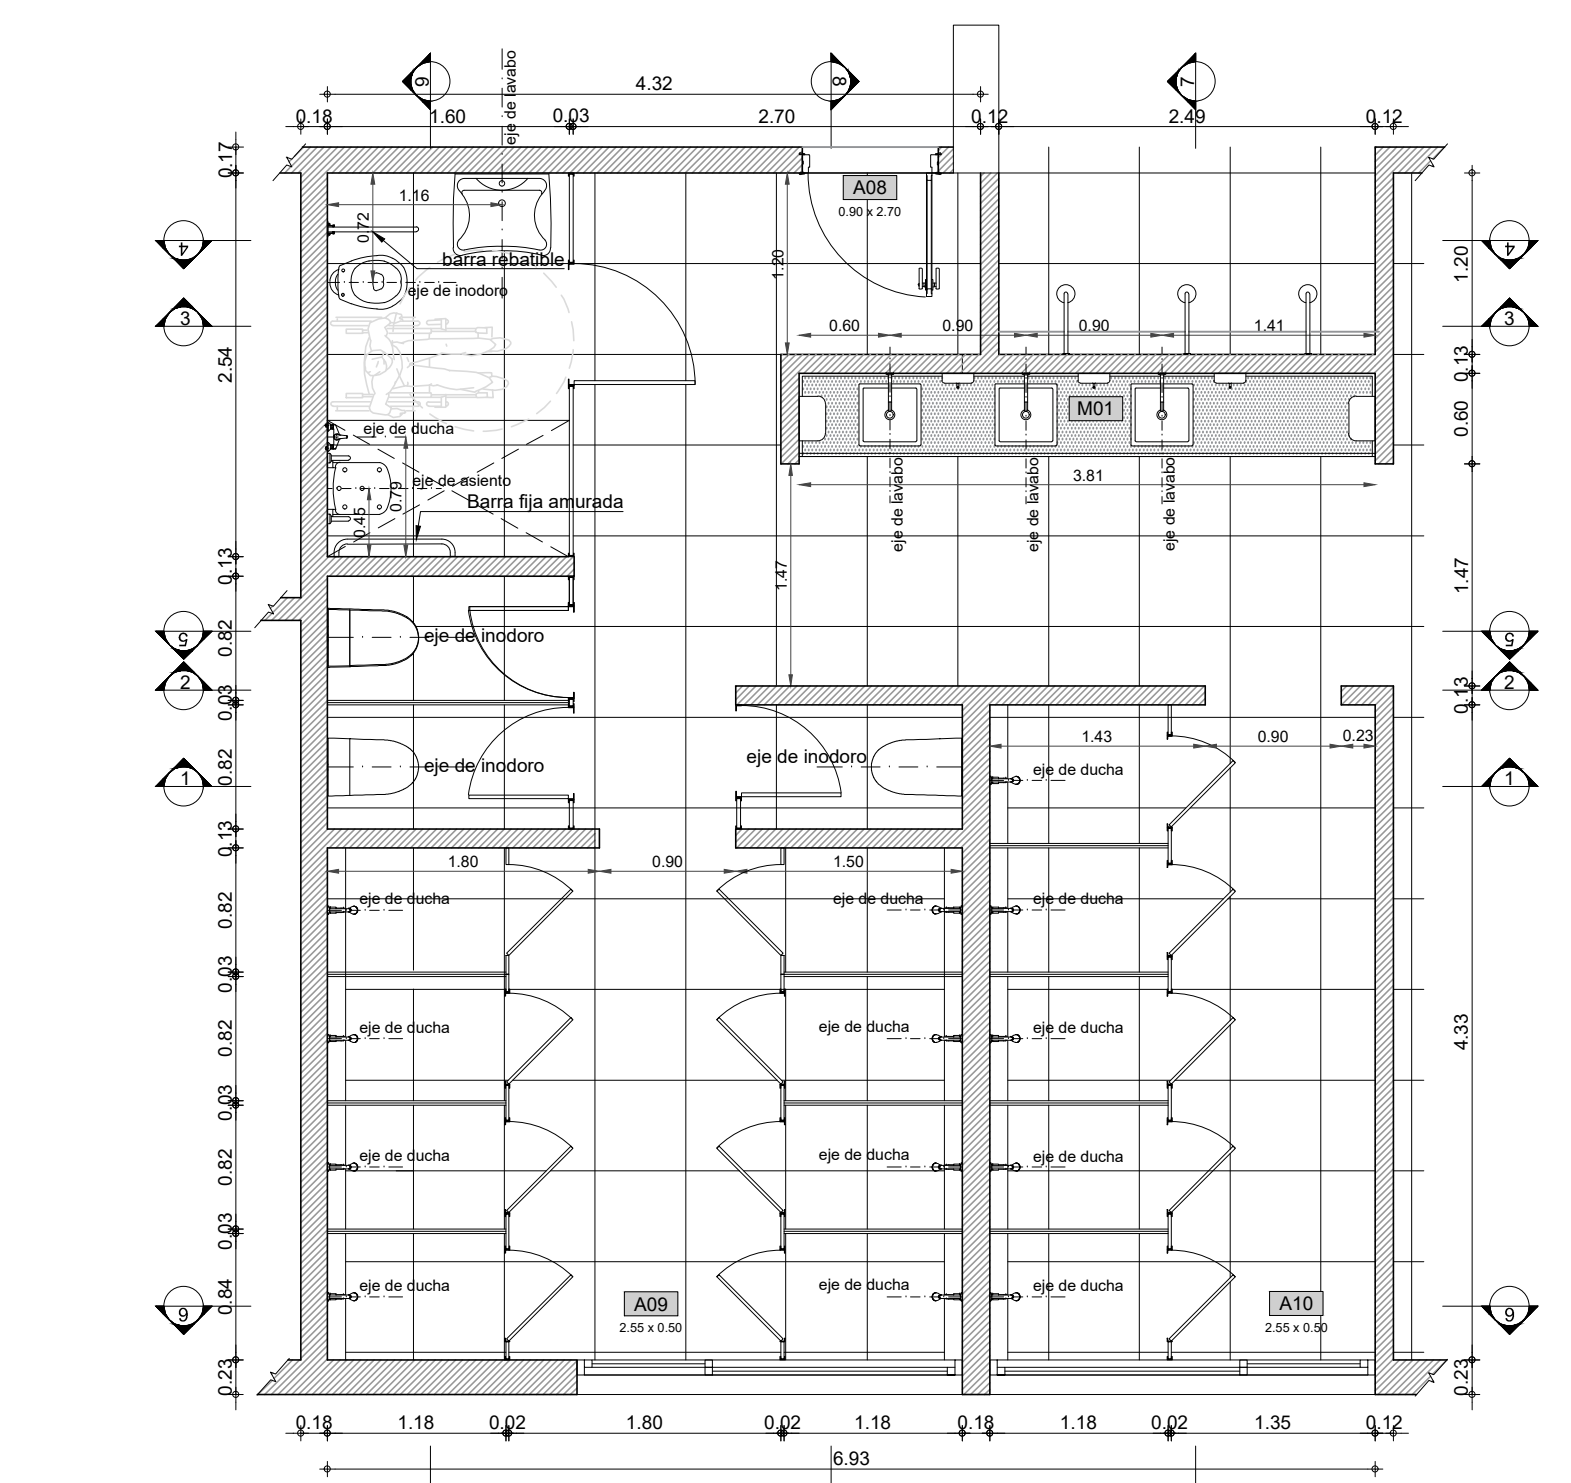 9
8
7
4.32
eje de lavabo
0.18
1.60
0.03
2.70
0.12
2.49
0.12
0.17
A08
0.90 x 2.70
1.16
0.72
4
4
barra rebatible
1.20
1.20
eje de inodoro
3
3
0.60
0.90
0.90
1.41
2.54
0.13
M01
0.60
eje de ducha
eje de asiento
0.79
0.45
Barra fija amurada
3.81
eje de lavabo
eje de lavabo
eje de lavabo
0.13
1.47
1.47
5
0.82
eje de inodoro
5
2
2
0.03
0.13
1.43
0.90
0.23
0.82
eje de inodoro
eje de inodoro
eje de ducha
1
1
0.13
1.80
0.90
1.50
0.82
eje de ducha
eje de ducha
eje de ducha
0.03
0.82
eje de ducha
eje de ducha
eje de ducha
4.33
0.03
0.82
eje de ducha
eje de ducha
eje de ducha
0.03
0.84
eje de ducha
eje de ducha
eje de ducha
6
A09
2.55 x 0.50
A10
2.55 x 0.50
6
0.23
0.23
0.18
1.18
0.02
1.80
0.02
1.18
0.18
1.18
0.02
1.35
0.12
6.93